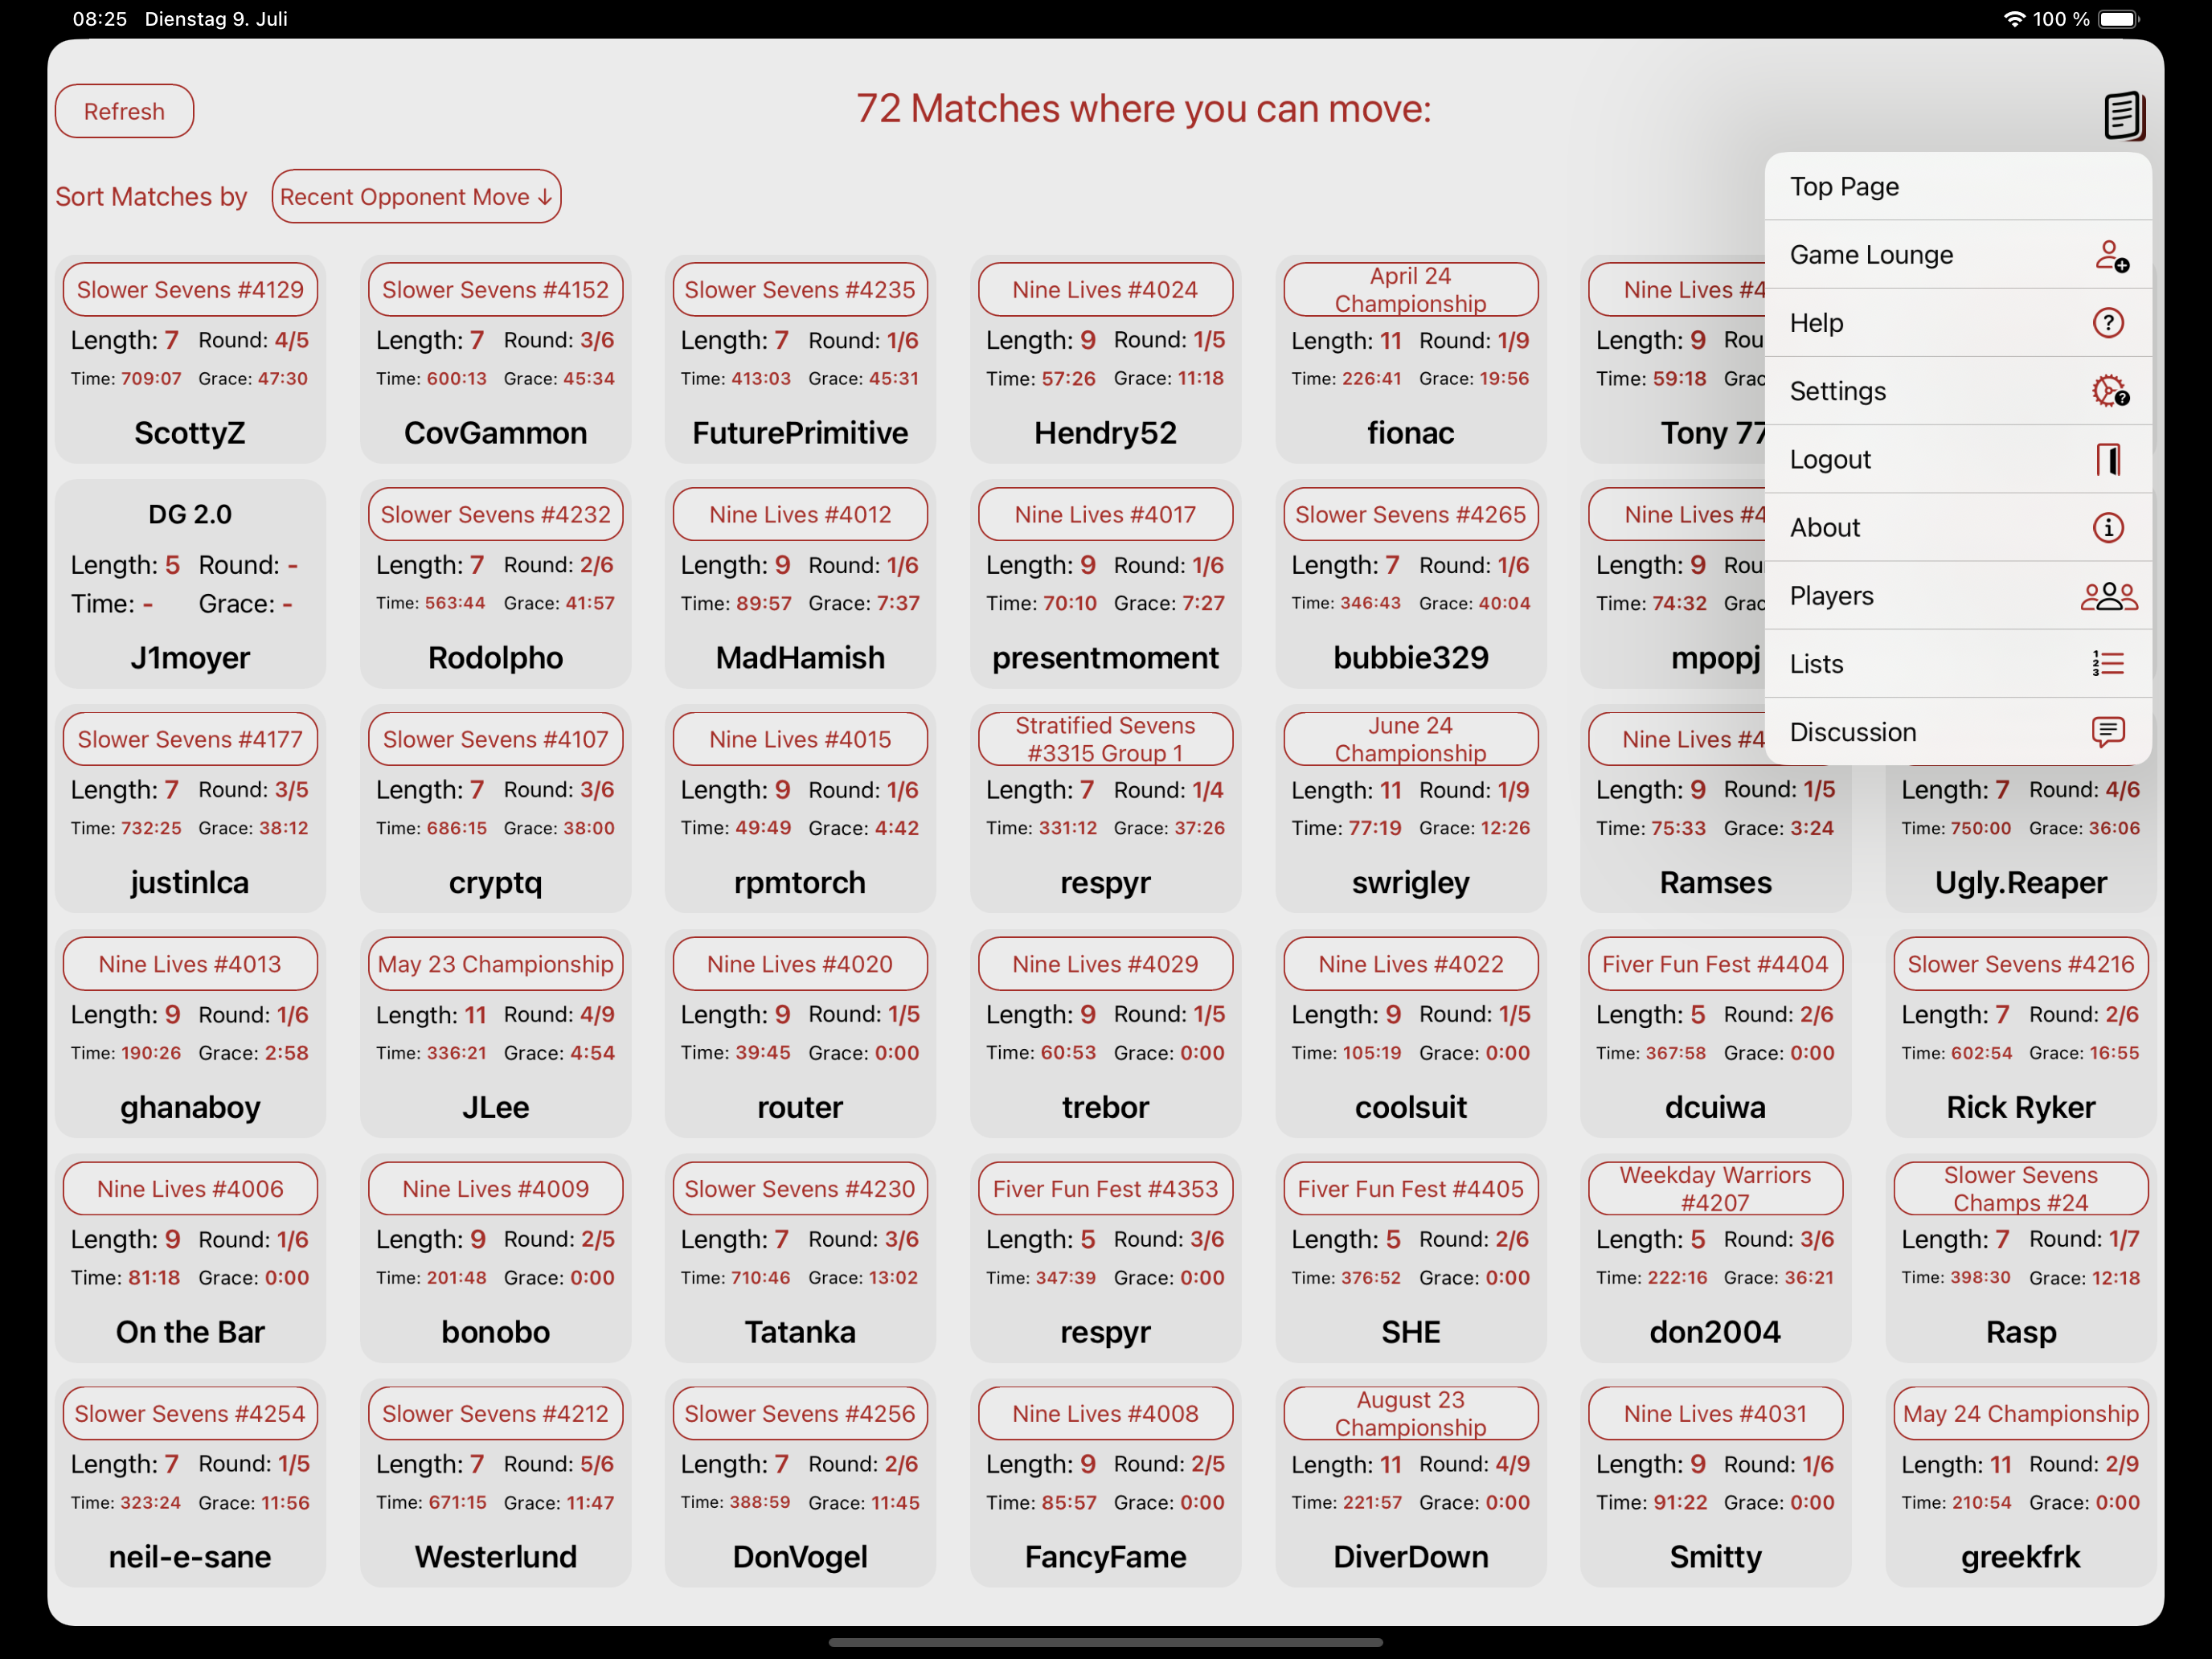 08:25 Dienstag 9. Juli
100 %
Refresh
72 Matches where you can move:
Sort Matches by Recent Opponent Move ↓
Top Page
Game Lounge
Help
Settings
Logout
About
Players
Lists
Discussion
Slower Sevens #4129
Length: 7 Round: 4/5
Time: 709:07 Grace: 47:30
ScottyZ
Slower Sevens #4152
Length: 7 Round: 3/6
Time: 600:13 Grace: 45:34
CovGammon
Slower Sevens #4235
Length: 7 Round: 1/6
Time: 413:03 Grace: 45:31
FuturePrimitive
Nine Lives #4024
Length: 9 Round: 1/5
Time: 57:26 Grace: 11:18
Hendry52
April 24
Championship
Length: 11 Round: 1/9
Time: 226:41 Grace: 19:56
fionac
Nine Lives #4
Length: 9 Rou
Time: 59:18 Grac
Tony 77
DG 2.0
Length: 5 Round: -
Time: - Grace: -
J1moyer
Slower Sevens #4232
Length: 7 Round: 2/6
Time: 563:44 Grace: 41:57
Rodolpho
Nine Lives #4012
Length: 9 Round: 1/6
Time: 89:57 Grace: 7:37
MadHamish
Nine Lives #4017
Length: 9 Round: 1/6
Time: 70:10 Grace: 7:27
presentmoment
Slower Sevens #4265
Length: 7 Round: 1/6
Time: 346:43 Grace: 40:04
bubbie329
Nine Lives #4
Length: 9 Rou
Time: 74:32 Grac
mpopj
Slower Sevens #4177
Length: 7 Round: 3/5
Time: 732:25 Grace: 38:12
justinlca
Slower Sevens #4107
Length: 7 Round: 3/6
Time: 686:15 Grace: 38:00
cryptq
Nine Lives #4015
Length: 9 Round: 1/6
Time: 49:49 Grace: 4:42
rpmtorch
Stratified Sevens
#3315 Group 1
Length: 7 Round: 1/4
Time: 331:12 Grace: 37:26
respyr
June 24
Championship
Length: 11 Round: 1/9
Time: 77:19 Grace: 12:26
swrigley
Nine Lives #4
Length: 9 Round: 1/5
Time: 75:33 Grace: 3:24
Ramses
Length: 7 Round: 4/6
Time: 750:00 Grace: 36:06
Ugly.Reaper
Nine Lives #4013
Length: 9 Round: 1/6
Time: 190:26 Grace: 2:58
ghanaboy
May 23 Championship
Length: 11 Round: 4/9
Time: 336:21 Grace: 4:54
JLee
Nine Lives #4020
Length: 9 Round: 1/5
Time: 39:45 Grace: 0:00
router
Nine Lives #4029
Length: 9 Round: 1/5
Time: 60:53 Grace: 0:00
trebor
Nine Lives #4022
Length: 9 Round: 1/5
Time: 105:19 Grace: 0:00
coolsuit
Fiver Fun Fest #4404
Length: 5 Round: 2/6
Time: 367:58 Grace: 0:00
dcuiwa
Slower Sevens #4216
Length: 7 Round: 2/6
Time: 602:54 Grace: 16:55
Rick Ryker
Nine Lives #4006
Length: 9 Round: 1/6
Time: 81:18 Grace: 0:00
On the Bar
Nine Lives #4009
Length: 9 Round: 2/5
Time: 201:48 Grace: 0:00
bonobo
Slower Sevens #4230
Length: 7 Round: 3/6
Time: 710:46 Grace: 13:02
Tatanka
Fiver Fun Fest #4353
Length: 5 Round: 3/6
Time: 347:39 Grace: 0:00
respyr
Fiver Fun Fest #4405
Length: 5 Round: 2/6
Time: 376:52 Grace: 0:00
SHE
Weekday Warriors
#4207
Length: 5 Round: 3/6
Time: 222:16 Grace: 36:21
don2004
Slower Sevens
Champs #24
Length: 7 Round: 1/7
Time: 398:30 Grace: 12:18
Rasp
Slower Sevens #4254
Length: 7 Round: 1/5
Time: 323:24 Grace: 11:56
neil-e-sane
Slower Sevens #4212
Length: 7 Round: 5/6
Time: 671:15 Grace: 11:47
Westerlund
Slower Sevens #4256
Length: 7 Round: 2/6
Time: 388:59 Grace: 11:45
DonVogel
Nine Lives #4008
Length: 9 Round: 2/5
Time: 85:57 Grace: 0:00
FancyFame
August 23
Championship
Length: 11 Round: 4/9
Time: 221:57 Grace: 0:00
DiverDown
Nine Lives #4031
Length: 9 Round: 1/6
Time: 91:22 Grace: 0:00
Smitty
May 24 Championship
Length: 11 Round: 2/9
Time: 210:54 Grace: 0:00
greekfrk